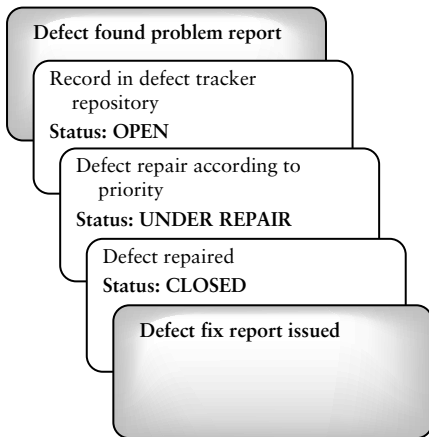 Defect found problem report
Record in defect tracker
repository
Status: OPEN
Defect repair according to
priority
Status: UNDER REPAIR
Defect repaired
Status: CLOSED
Defect fix report issued